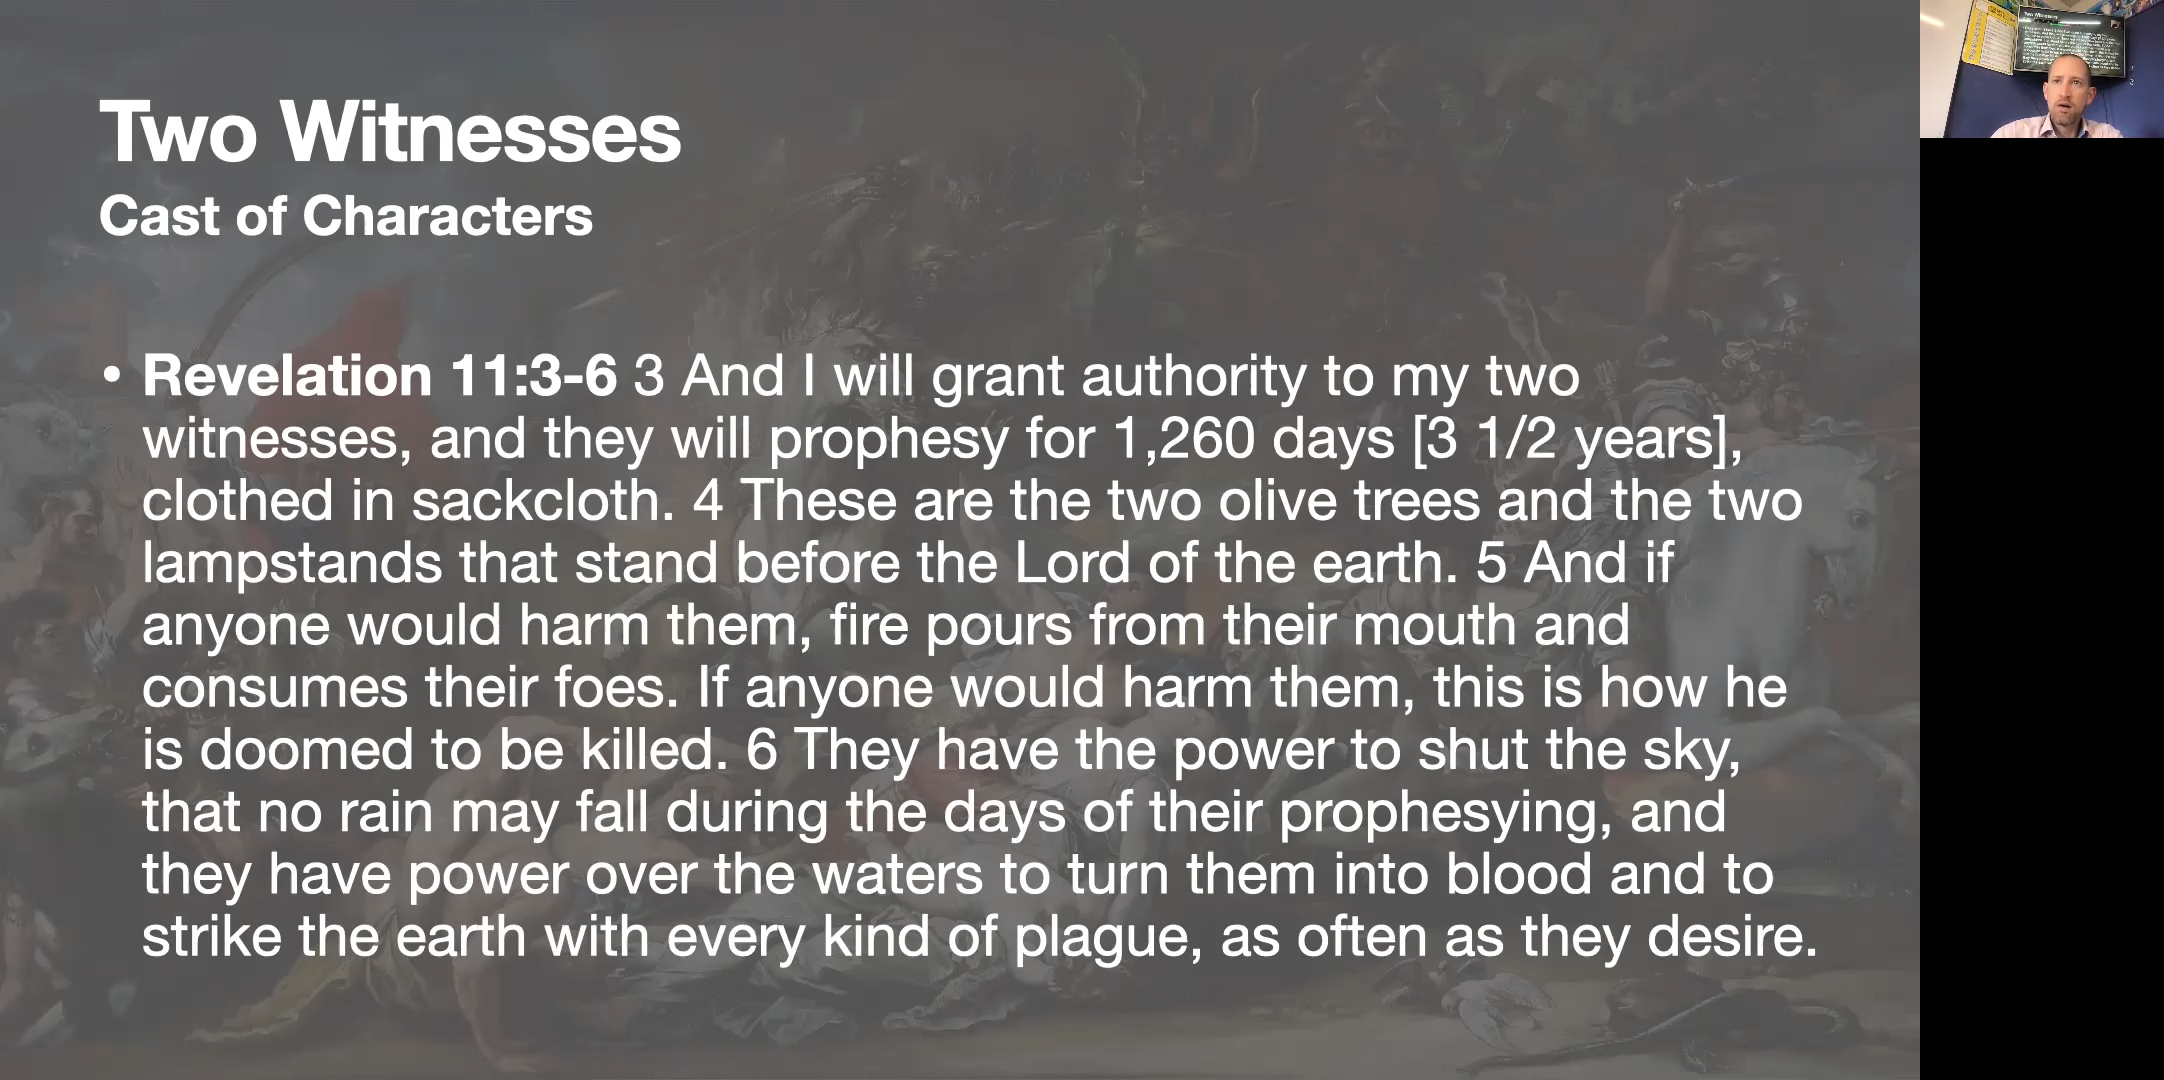 Two Witnesses
Cast of Characters
• Revelation 11:3-6 3 And I will grant authority to my two
witnesses, and they will prophesy for 1,260 days [3 1/2 years],
clothed in sackcloth. 4 These are the two olive trees and the two
lampstands that stand before the Lord of the earth. 5 And if
anyone would harm them, fire pours from their mouth and
consumes their foes. If anyone would harm them, this is how he
is doomed to be killed. 6 They have the power to shut the sky,
that no rain may fall during the days of their prophesying, and
they have power over the waters to turn them into blood and to
strike the earth with every kind of plague, as often as they desire.
Two Witnesses